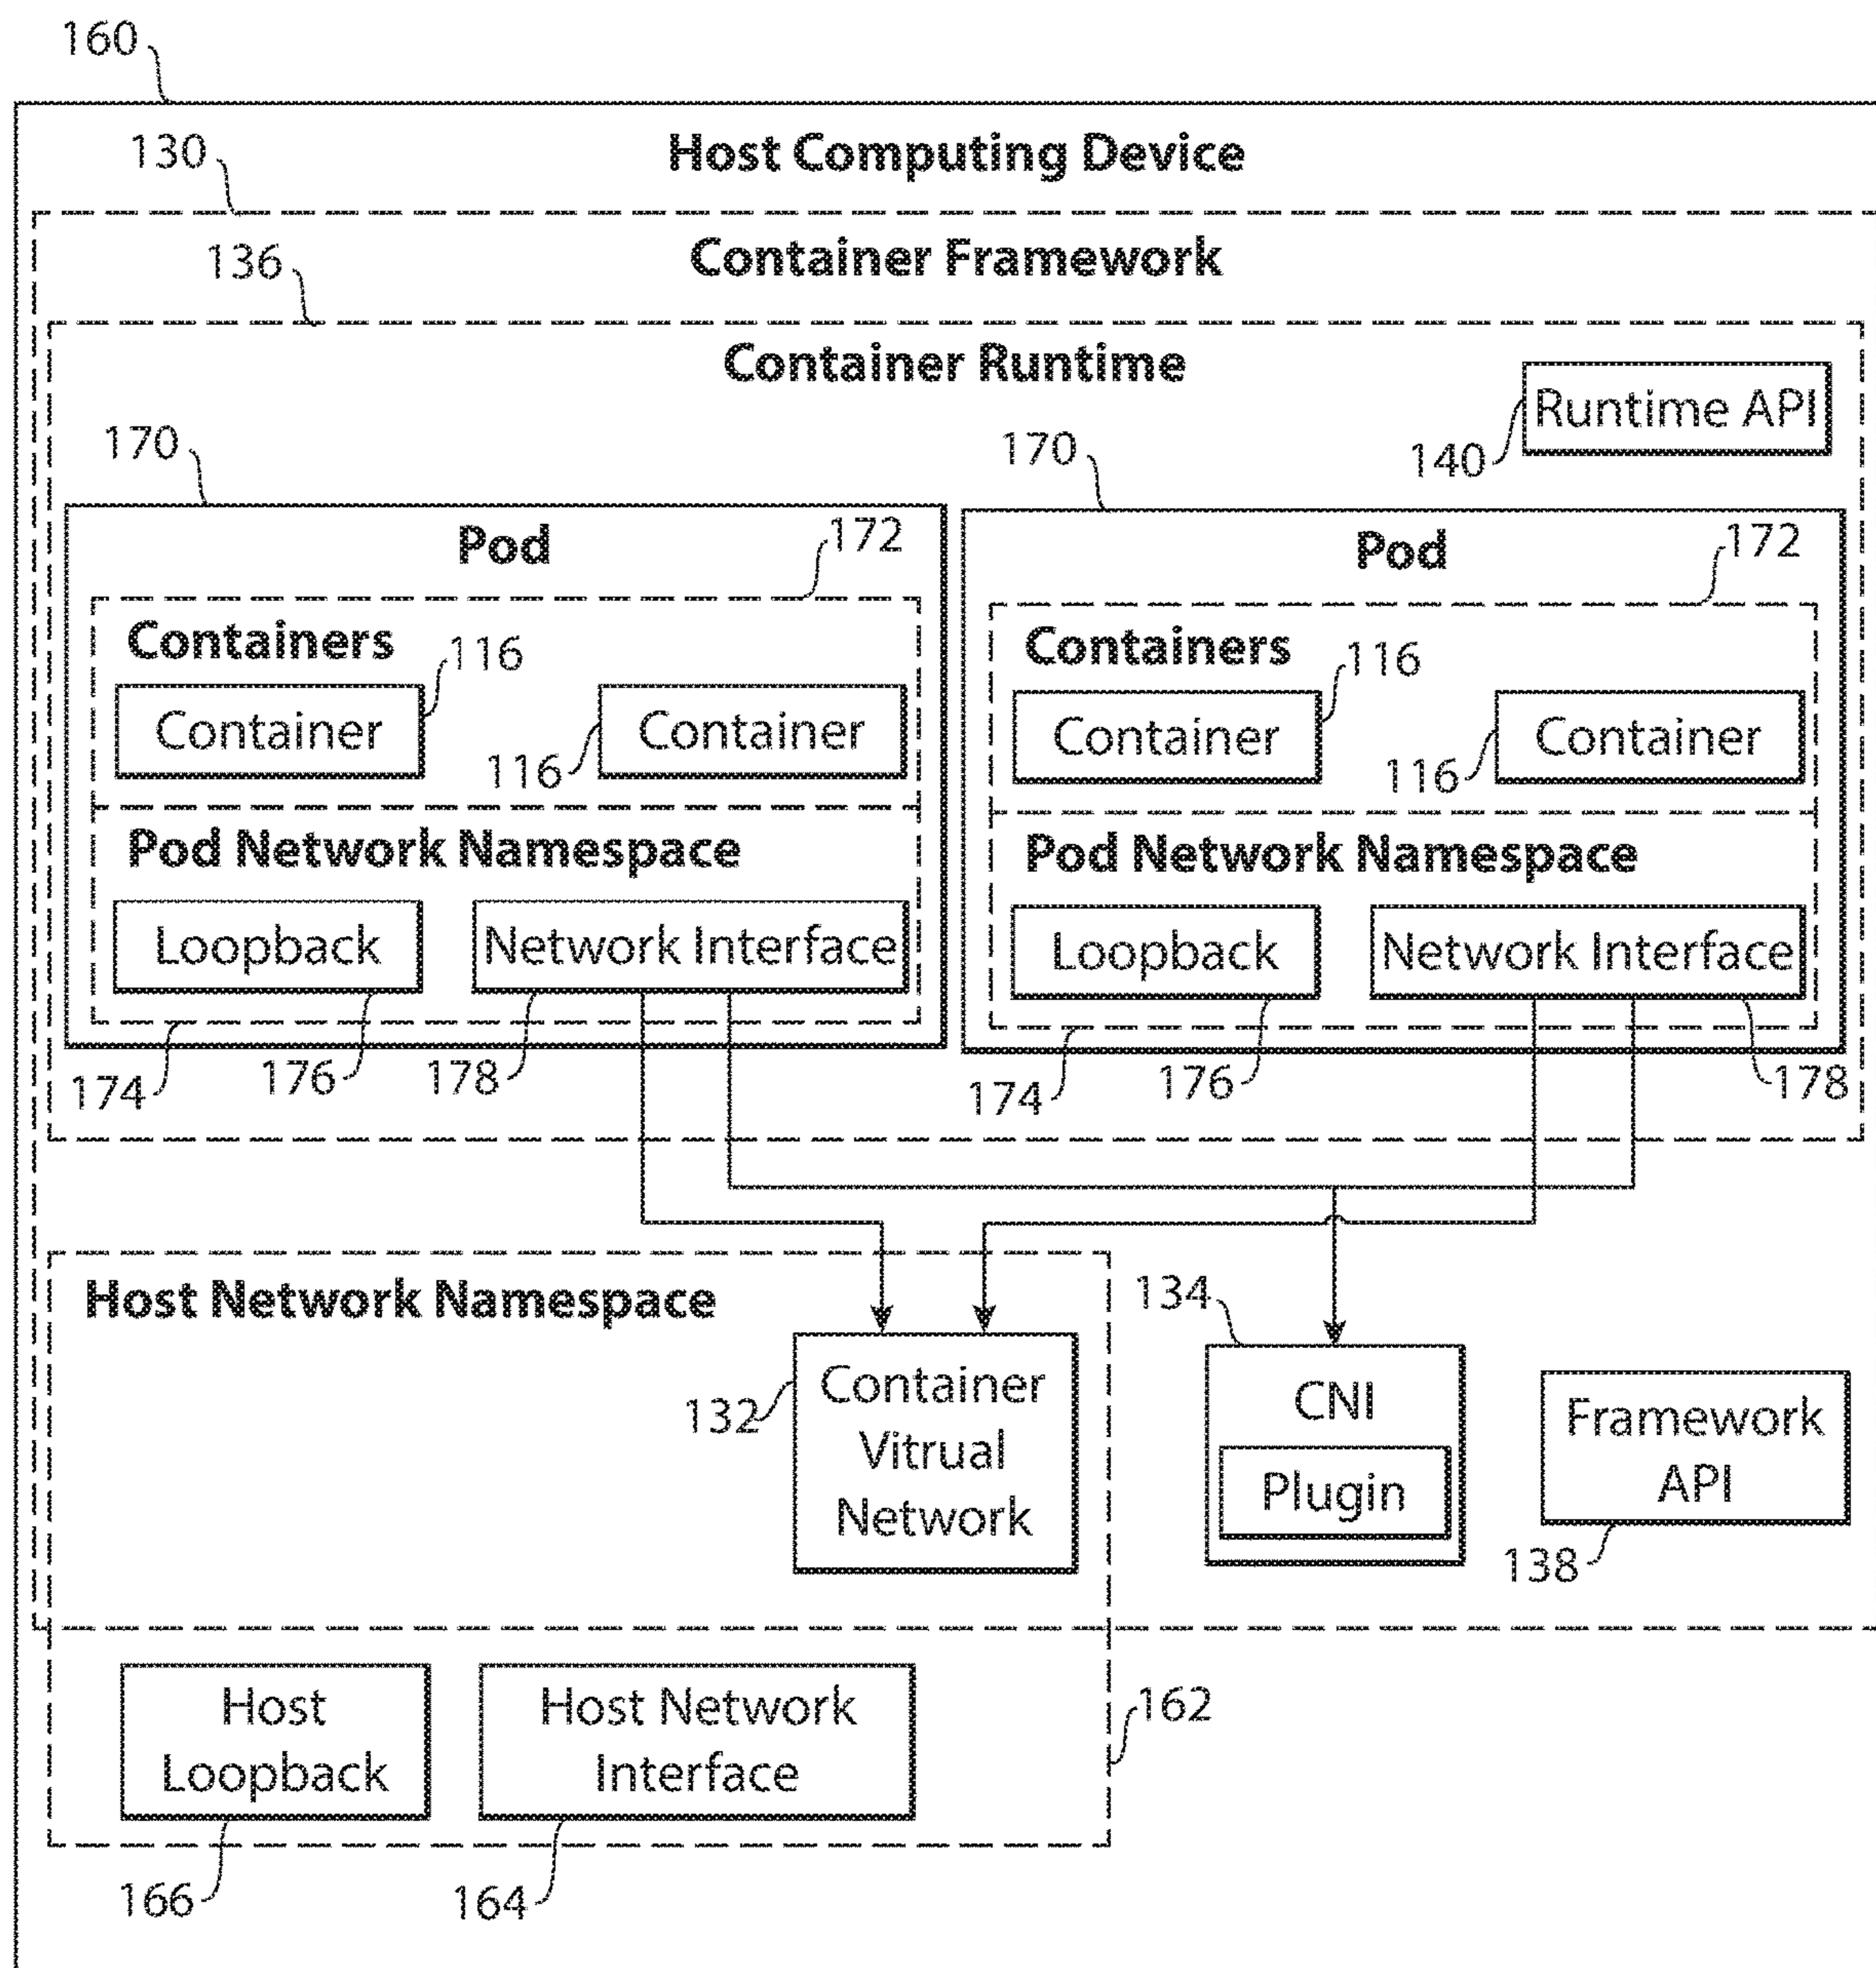 160
Host Computing Device
130
Container Framework
136
Container Runtime
Runtime API
140
170
170
Pod
172
Pod
172
Containers
116
Containers
116
Container
Container
116
Container
Container
116
Pod Network Namespace
Pod Network Namespace
Loopback
Network Interface
Loopback
Network Interface
174
176
178
174
176
178
Host Network Namespace
134
132
Container
Vitrual
Network
CNI
Plugin
Framework
API
138
Host
Loopback
Host Network
Interface
162
166
164